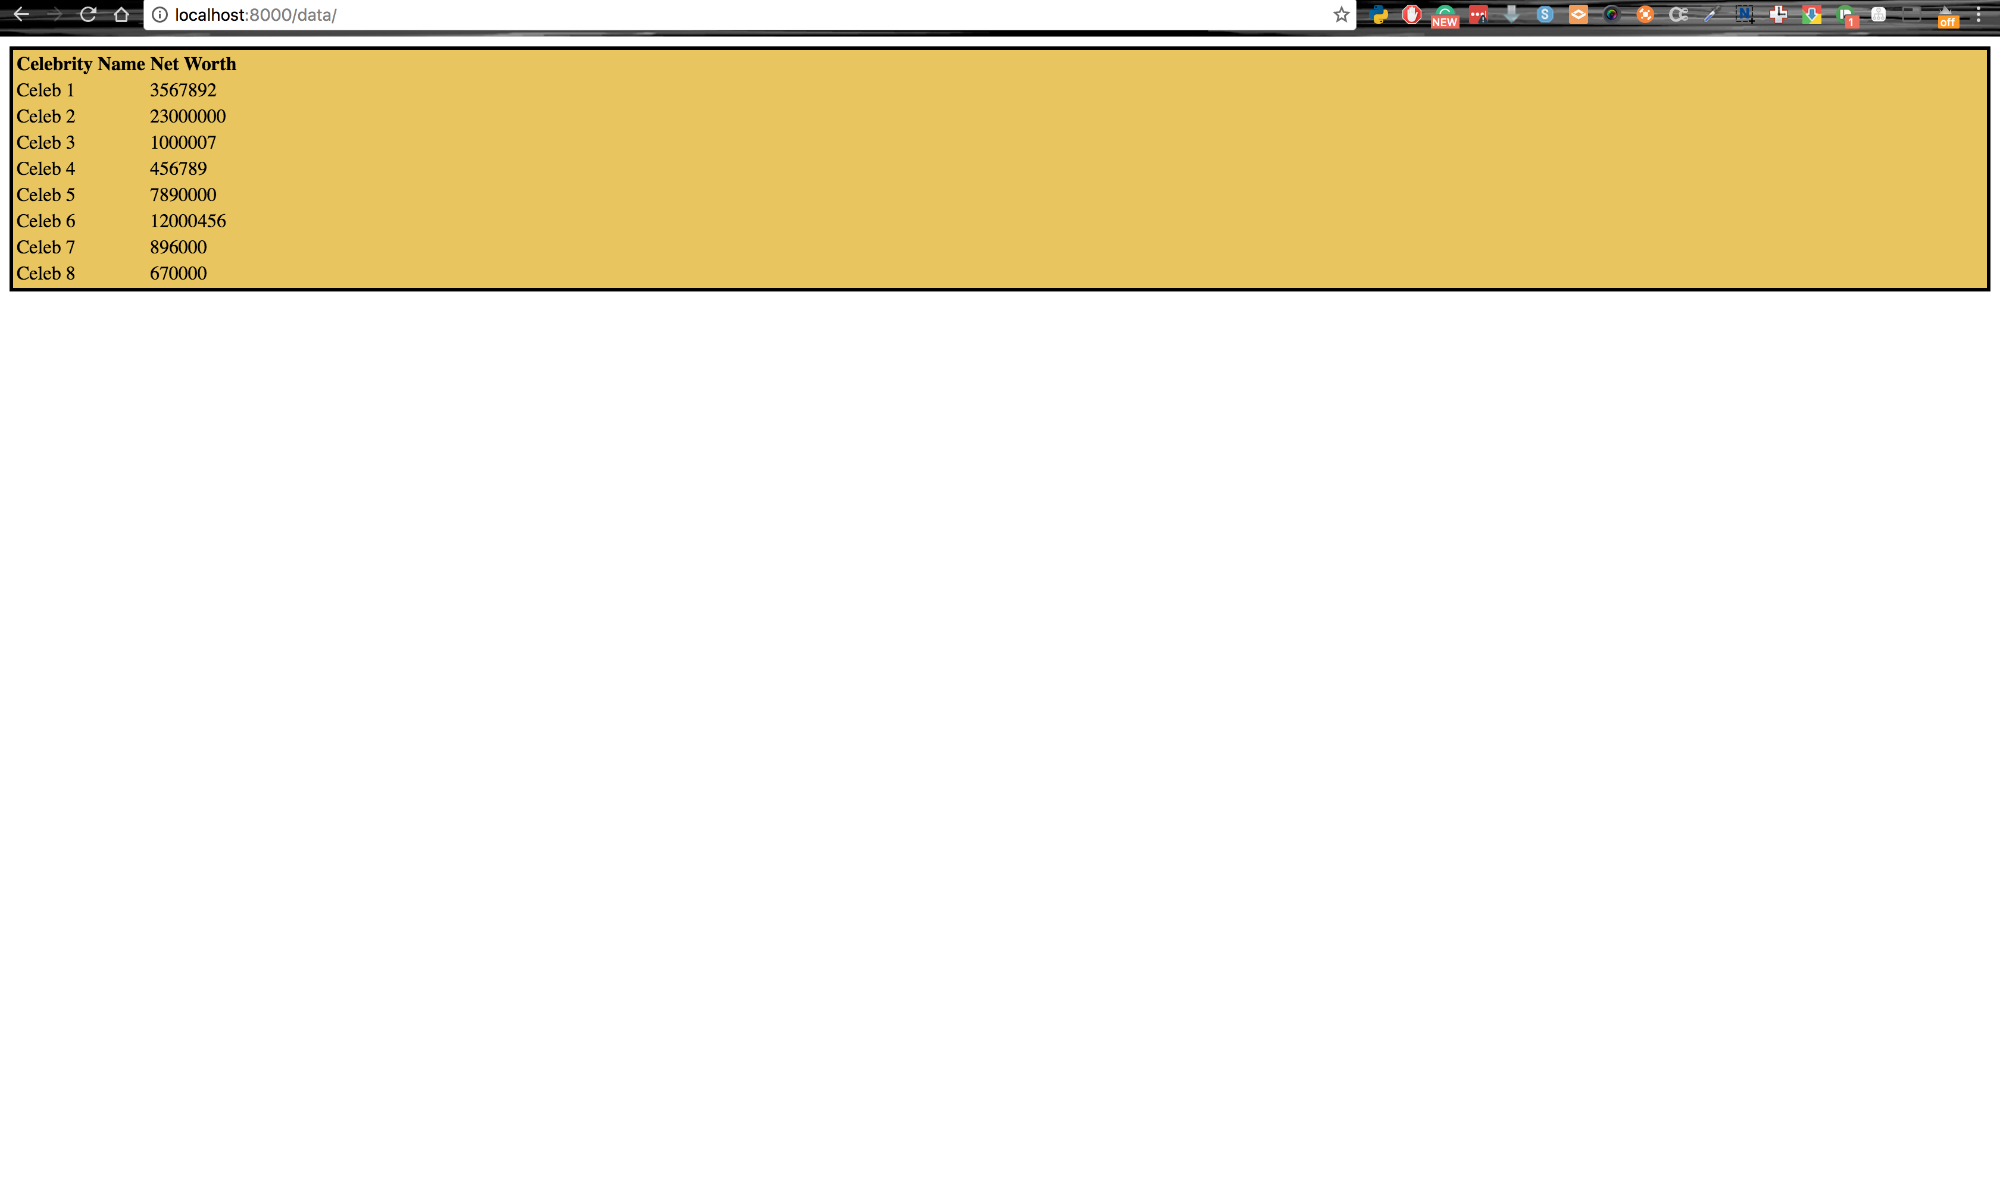 localhost:8000/data/
NEW
S
N
1
off
Celebrity Name Net Worth
Celeb 1 3567892
Celeb 2 23000000
Celeb 3 1000007
Celeb 4 456789
Celeb 5 7890000
Celeb 6 12000456
Celeb 7 896000
Celeb 8 670000